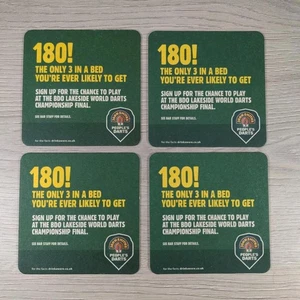 180!
THE ONLY 3 IN A BED
YOU'RE EVER LIKELY TO GET
SIGN UP FOR THE CHANCE TO PLAY
AT THE BDO LAKESIDE WORLD DARTS
CHAMPIONSHIP FINAL.
SEE BAR STAFF FOR DETAILS.
PEOPLE'S
DARTS
180!
THE ONLY 3 IN A BED
YOU'RE EVER LIKELY TO GET
SIGN UP FOR THE CHANCE TO PLAY
AT THE BDO LAKESIDE WORLD DARTS
CHAMPIONSHIP FINAL.
SEE BAR STAFF FOR DETAILS.
PEOPLE'S
DARTS
180!
THE ONLY 3 IN A BED
YOU'RE EVER LIKELY TO GET
SIGN UP FOR THE CHANCE TO PLAY
AT THE BDO LAKESIDE WORLD DARTS
CHAMPIONSHIP FINAL.
SEE BAR STAFF FOR DETAILS.
PEOPLE'S
DARTS
180!
THE ONLY 3 IN A BED
YOU'RE EVER LIKELY TO GET
SIGN UP FOR THE CHANCE TO PLAY
AT THE BDO LAKESIDE WORLD DARTS
CHAMPIONSHIP FINAL.
SEE BAR STAFF FOR DETAILS.
PEOPLE'S
DARTS